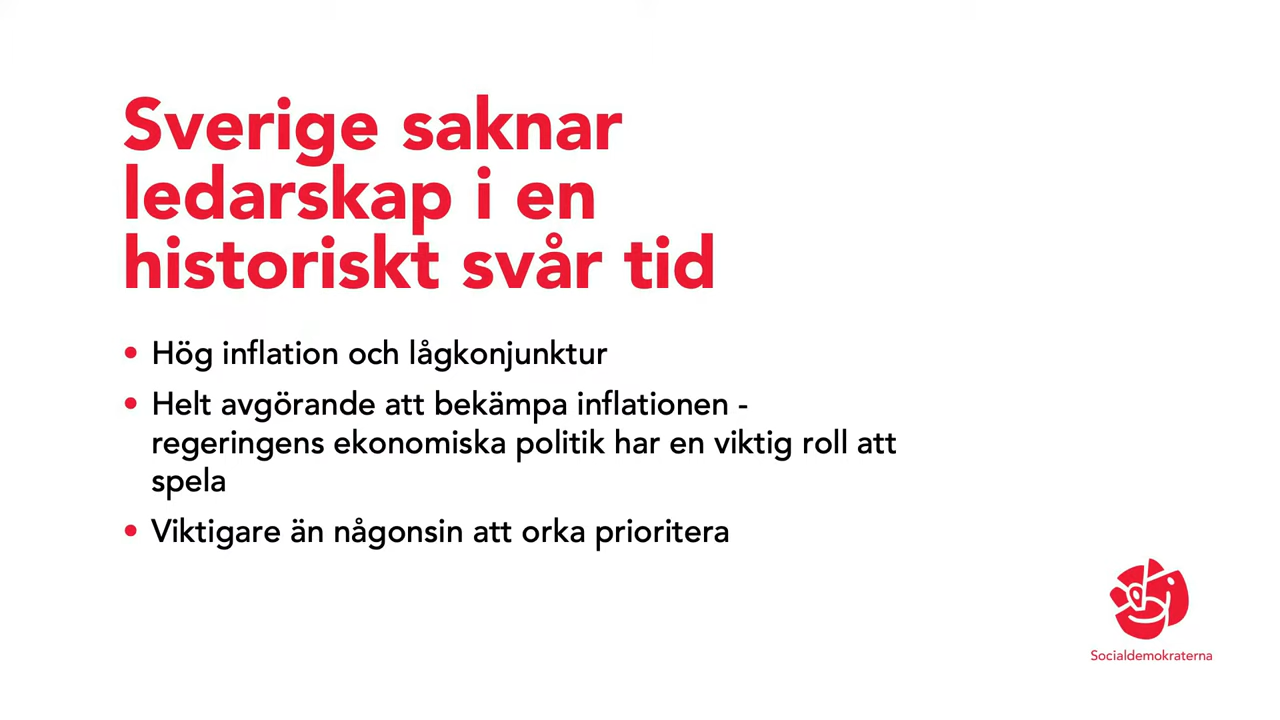 Sverige saknar
ledarskap i en
historiskt svår tid
• Hög inflation och lågkonjunktur
• Helt avgörande att bekämpa inflationen -
regeringens ekonomiska politik har en viktig roll att
spela
• Viktigare än någonsin att orka prioritera
Socialdemokraterna